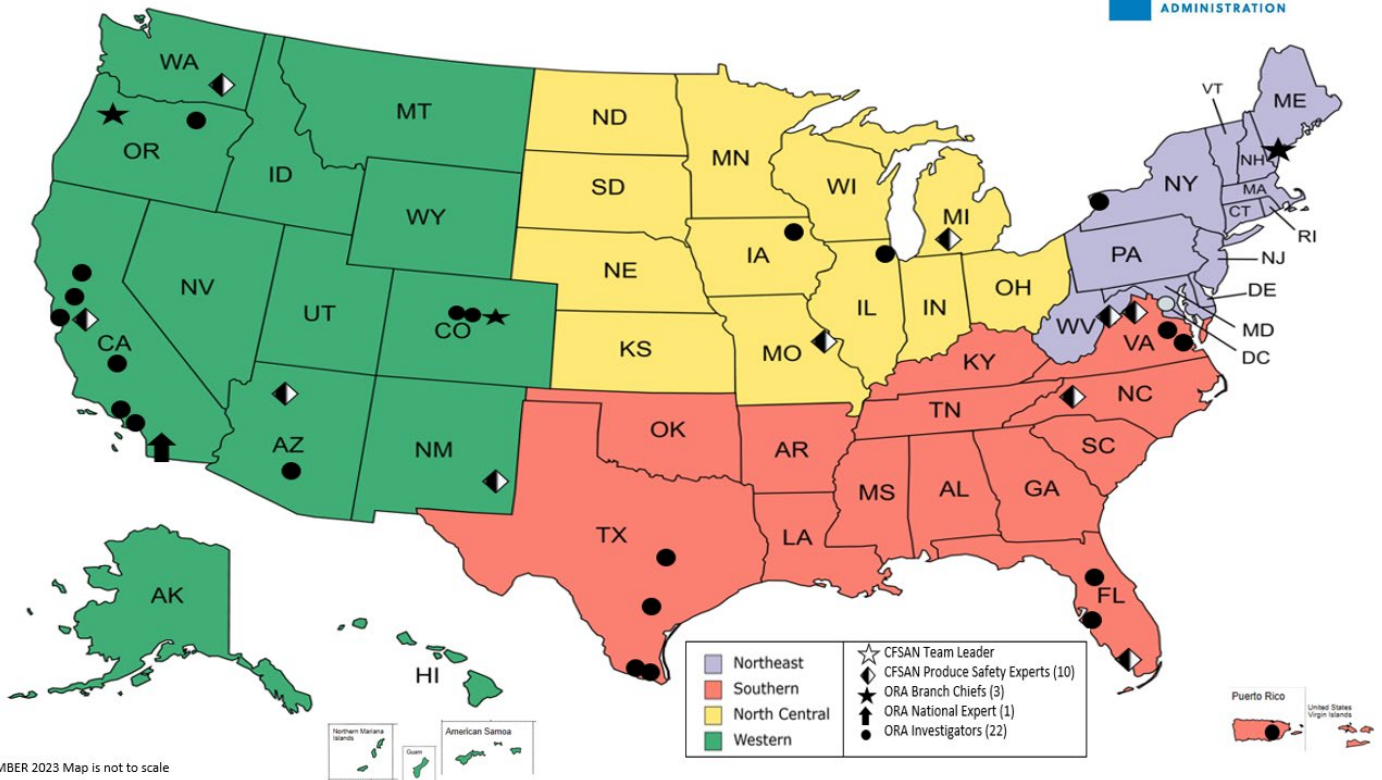 ADMINISTRATION
WA
MT
ND
MN
VT
ME
OR
ID
SD
WI
MI
NY
NH
MA
CT
RI
WY
IA
PA
NJ
NV
UT
CO
NE
IL
IN
OH
DE
MD
DC
CA
KS
MO
WV
VA
KY
AZ
NM
OK
AR
TN
NC
SC
MS
AL
GA
TX
LA
FL
AK
HI
Northeast
Southern
North Central
Western
CFSAN Team Leader
CFSAN Produce Safety Experts (10)
ORA Branch Chiefs (3)
ORA National Expert (1)
ORA Investigators (22)
Puerto Rico
United States
Virgin Islands
Northern Mariana
Islands
Guam
American Samoa
MBER 2023 Map is not to scale